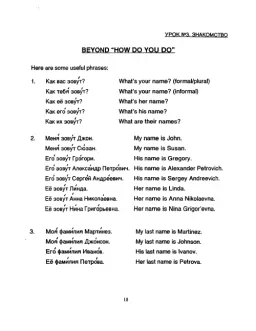 УРОК №3. ЗНАКОМСТВО
BEYOND "HOW DO YOU DO"
Here are some useful phrases:
1. Как вас зову́т? What's your name? (formal/plural)
Как тебя́ зову́т? What's your name? (informal)
Как её зову́т? What's her name?
Как его́ зову́т? What's his name?
Как их зову́т? What are their names?
2. Меня́ зову́т Джон. My name is John.
Меня́ зову́т Сю́зан. My name is Susan.
Его́ зову́т Григо́ри. His name is Gregory.
Его́ зову́т Алекса́ндр Петро́вич. His name is Alexander Petrovich.
Его́ зову́т Серге́й Андре́евич. His name is Sergey Andreevich.
Её зову́т Ли́нда. Her name is Linda.
Её зову́т А́нна Никола́евна. Her name is Anna Nikolaevna.
Её зову́т Ни́на Григо́рьевна. Her name is Nina Grigor'evna.
3. Моя́ фами́лия Марти́нез. My last name is Martinez.
Моя́ фами́лия Джо́нсон. My last name is Johnson.
Его́ фами́лия Ивано́в. His last name is Ivanov.
Её фами́лия Петро́ва. Her last name is Petrova.
18